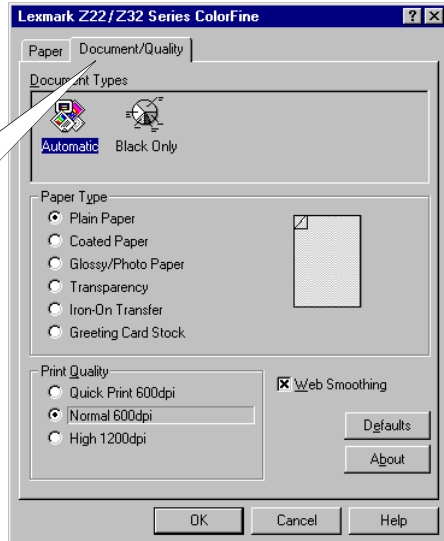 Lexmark Z22/Z32 Series ColorFine
Paper
Document/Quality
Document Types
Automatic
Black Only
Paper Type
Plain Paper
Coated Paper
Glossy/Photo Paper
Transparency
Iron-On Transfer
Greeting Card Stock
Print Quality
Quick Print 600dpi
Normal 600dpi
High 1200dpi
Web Smoothing
Defaults
About
OK
Cancel
Help